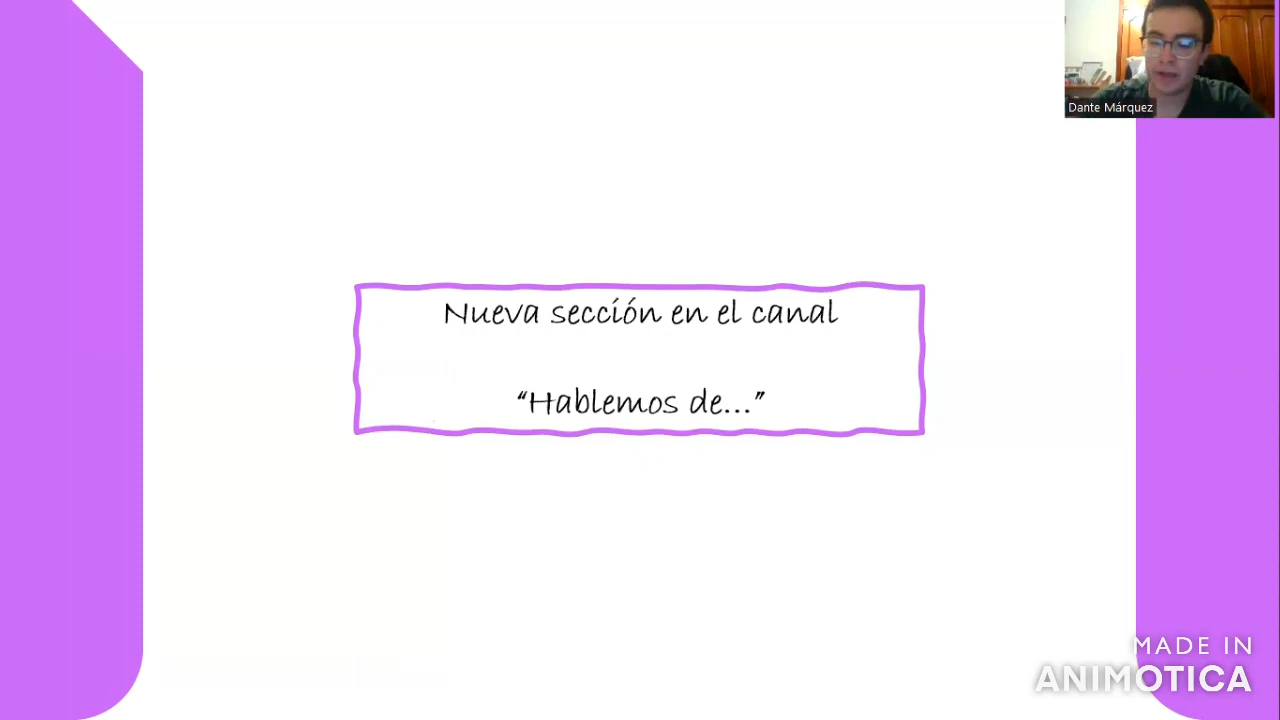 Dante Márquez
Nueva sección en el canal
“Hablemos de...”
MADE IN
ANIMOTICA